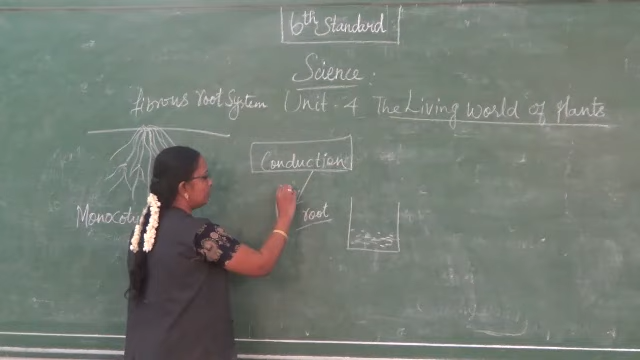 6th Standard
Science.
fibrous root System Unit. 4 The Living World of plants
Conduction
root